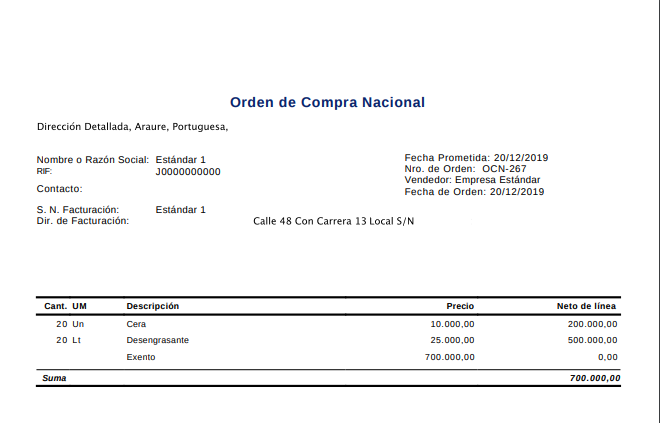 Orden de Compra Nacional
Dirección Detallada, Araure, Portuguesa,
Nombre o Razón Social: Estándar 1
RIF: J0000000000
Contacto:
S. N. Facturación: Estándar 1
Dir. de Facturación: Calle 48 Con Carrera 13 Local S/N
Fecha Prometida: 20/12/2019
Nro. de Orden: OCN-267
Vendedor: Empresa Estándar
Fecha de Orden: 20/12/2019
Cant. UM Descripción Precio Neto de línea
20 Un Cera 10.000,00 200.000,00
20 Lt Desengrasante 25.000,00 500.000,00
Exento 700.000,00 0,00
Suma 700.000,00